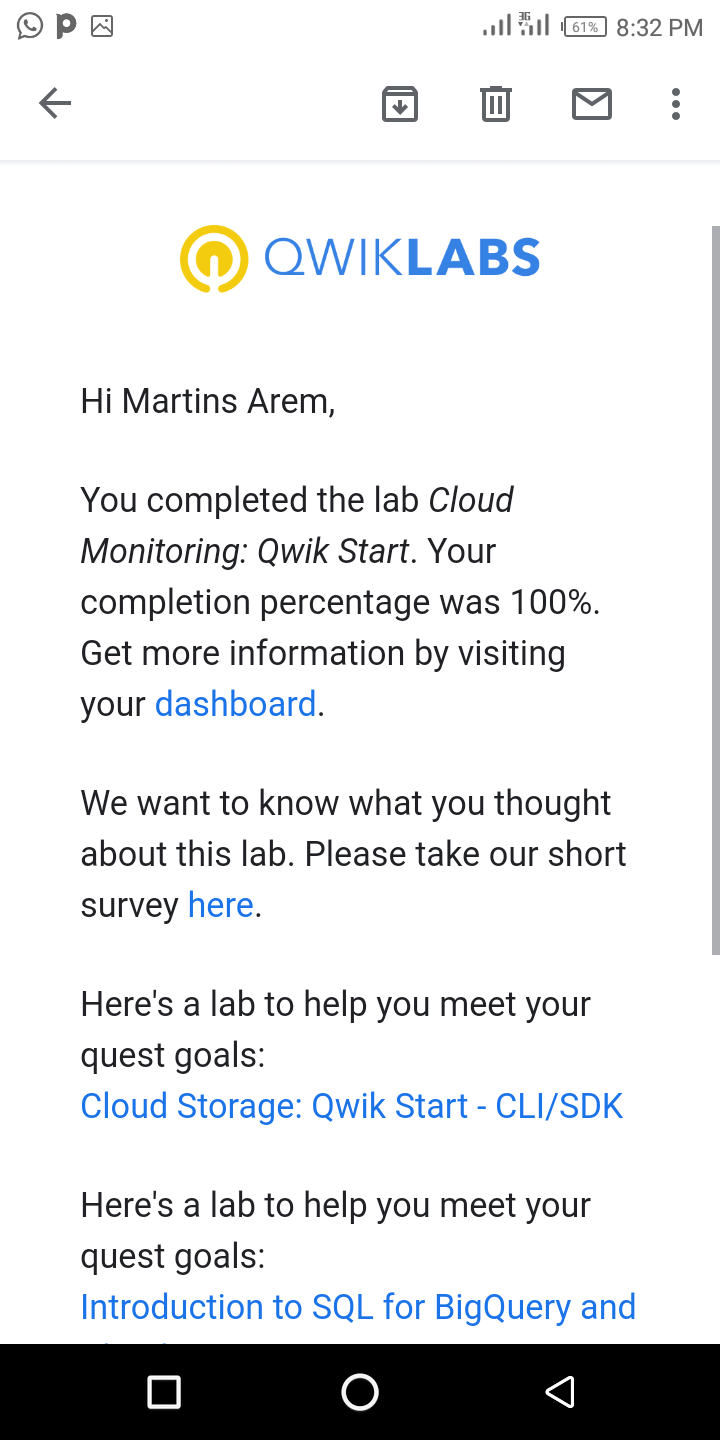 3G
61% 8:32 PM
QWIKLABS
Hi Martins Arem,
You completed the lab Cloud
Monitoring: Qwik Start. Your
completion percentage was 100%.
Get more information by visiting
your dashboard.
We want to know what you thought
about this lab. Please take our short
survey here.
Here's a lab to help you meet your
quest goals:
Cloud Storage: Qwik Start - CLI/SDK
Here's a lab to help you meet your
quest goals:
Introduction to SQL for BigQuery and